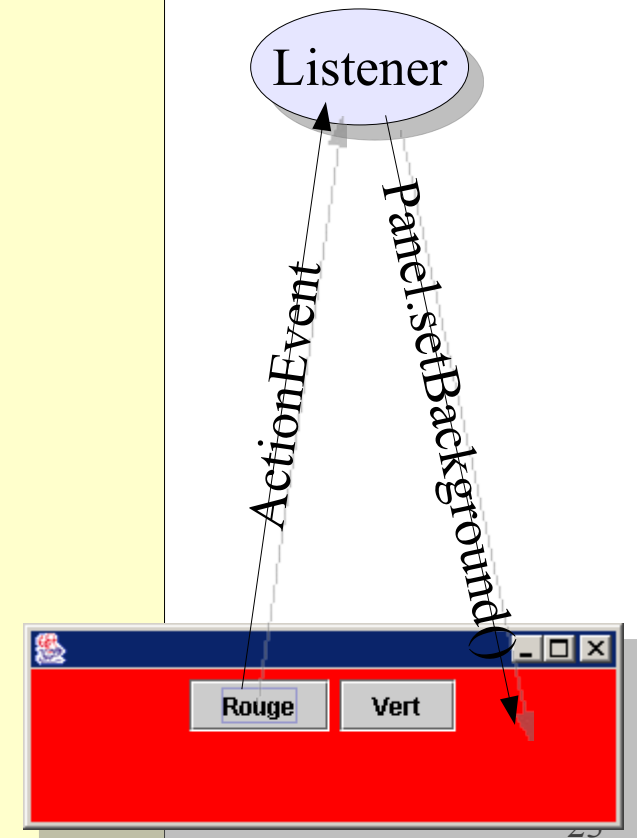 Listener
ActionEvent
Panel.setBackground()
Rouge
Vert